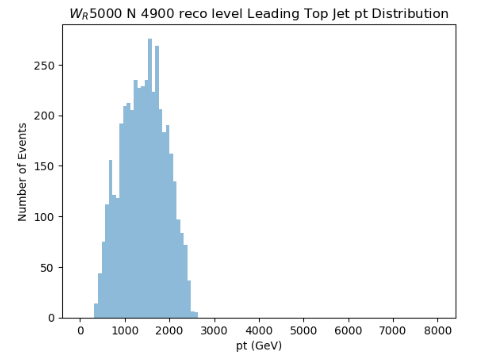 W_R5000 N 4900 reco level Leading Top Jet pt Distribution
Number of Events
250
200
150
100
50
0
0 1000 2000 3000 4000 5000 6000 7000 8000
pt (GeV)